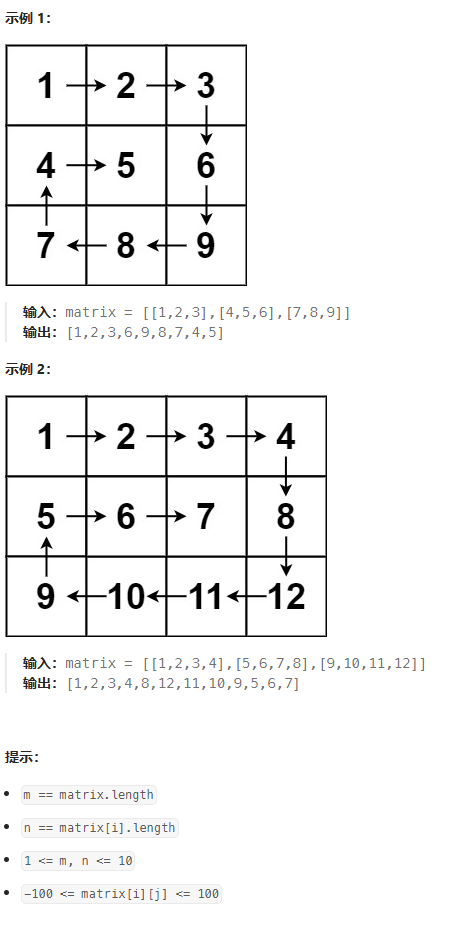 示例 1：
1 2 3
4 5 6
7 8 9
输入：matrix = [[1,2,3],[4,5,6],[7,8,9]]
输出：[1,2,3,6,9,8,7,4,5]
示例 2：
1 2 3 4
5 6 7 8
9 10 11 12
输入：matrix = [[1,2,3,4],[5,6,7,8],[9,10,11,12]]
输出：[1,2,3,4,8,12,11,10,9,5,6,7]
提示：
m == matrix.length
n == matrix[i].length
1 <= m, n <= 10
-100 <= matrix[i][j] <= 100